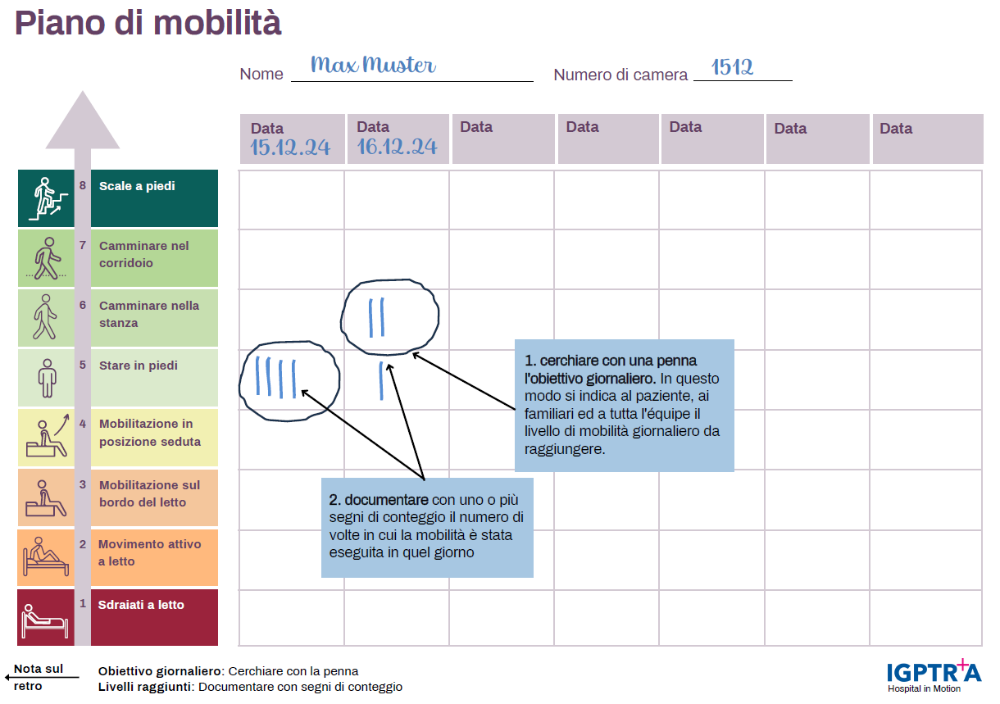 Piano di mobilità
Nome Max Muster Numero di camera 1512
Data Data Data Data Data Data Data
15.12.24 16.12.24
8 Scale a piedi
7 Camminare nel
corridoio
6 Camminare nella
stanza
5 Stare in piedi
4 Mobilitazione in
posizione seduta
3 Mobilitazione sul
bordo del letto
2 Movimento attivo
a letto
1 Sdraiati a letto
1. cerchiare con una penna
l'obiettivo giornaliero. In questo
modo si indica al paziente, ai
familiari ed a tutta l'équipe il
livello di mobilità giornaliero da
raggiungere.
2. documentare con uno o più
segni di conteggio il numero di
volte in cui la mobilità è stata
eseguita in quel giorno
Nota sul
retro
Obiettivo giornaliero: Cerchiare con la penna
Livelli raggiunti: Documentare con segni di conteggio
IGPTR+A
Hospital in Motion